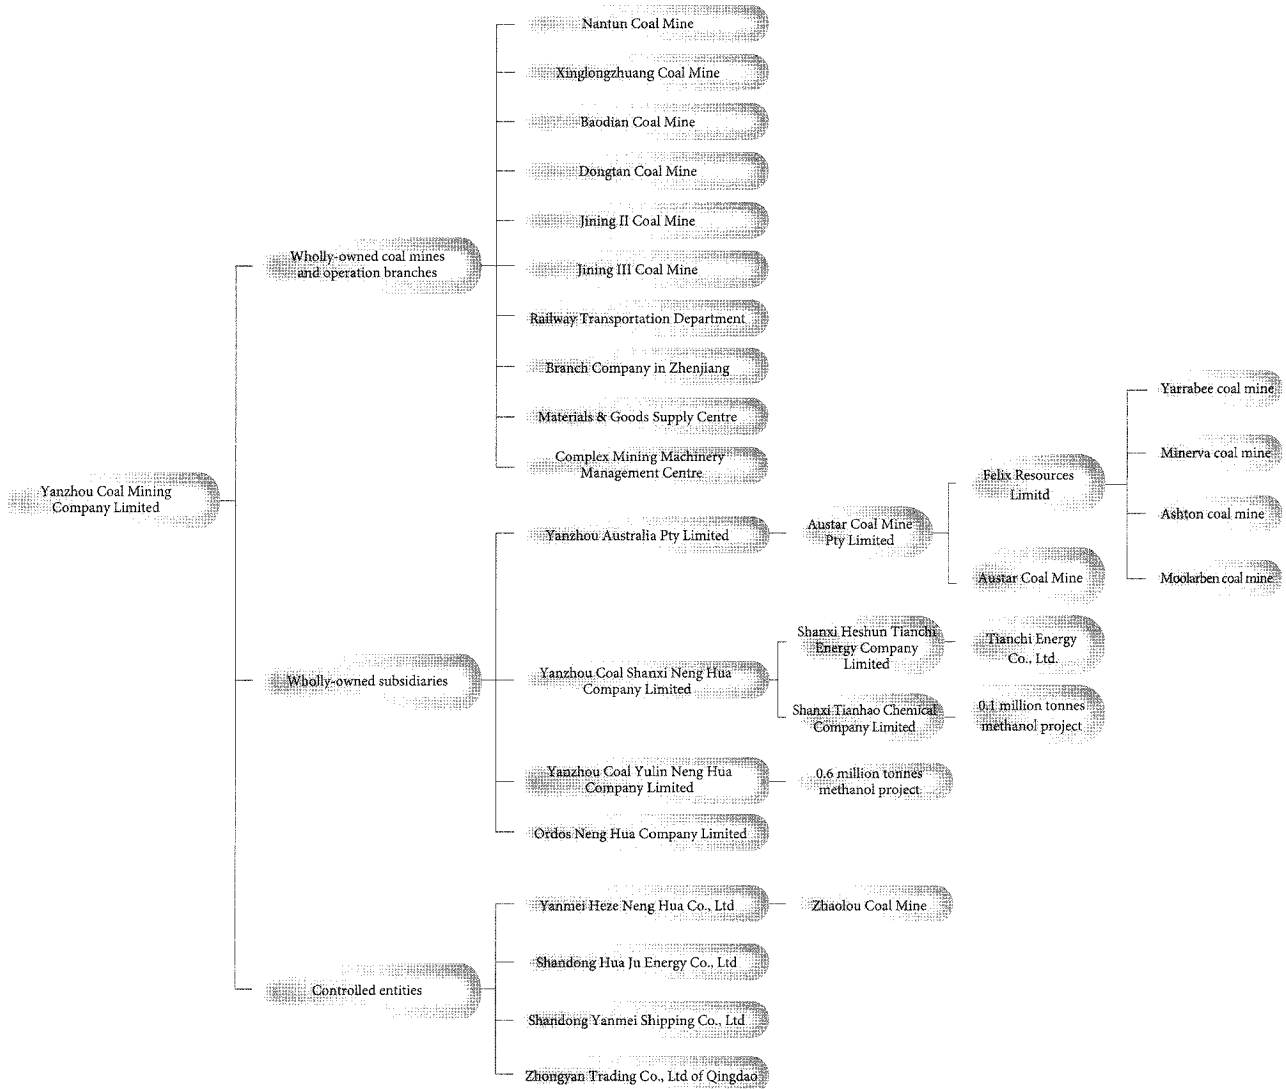 Nantun Coal Mine
Xinglongzhuang Coal Mine
Baodian Coal Mine
Dongtan Coal Mine
Jining II Coal Mine
Wholly-owned coal mines
and operation branches
Jining III Coal Mine
Railway Transportation Department
Branch Company in Zhenjiang
Materials & Goods Supply Centre
Complex Mining Machinery
Management Centre
Yanzhou Coal Mining
Company Limited
Yanzhou Australia Pty Limited
Austar Coal Mine
Pty Limited
Felix Resources
Limitd
Yarrabee coal mine
Minerva coal mine
Ashton coal mine
Moolarben coal mine
Austar Coal Mine
Wholly-owned subsidiaries
Yanzhou Coal Shanxi Neng Hua
Company Limited
Shanxi Heshun Tianchi
Energy Company
Limited
Tianchi Energy
Co., Ltd.
Shanxi Tianhao Chemical
Company Limited
0.1 million tonnes
methanol project
Yanzhou Coal Yulin Neng Hua
Company Limited
0.6 million tonnes
methanol project
Ordos Neng Hua Company Limited
Controlled entities
Yanmei Heze Neng Hua Co., Ltd
Zhaolou Coal Mine
Shandong Hua Ju Energy Co., Ltd
Shandong Yanmei Shipping Co., Ltd
Zhongyan Trading Co., Ltd of Qingdao